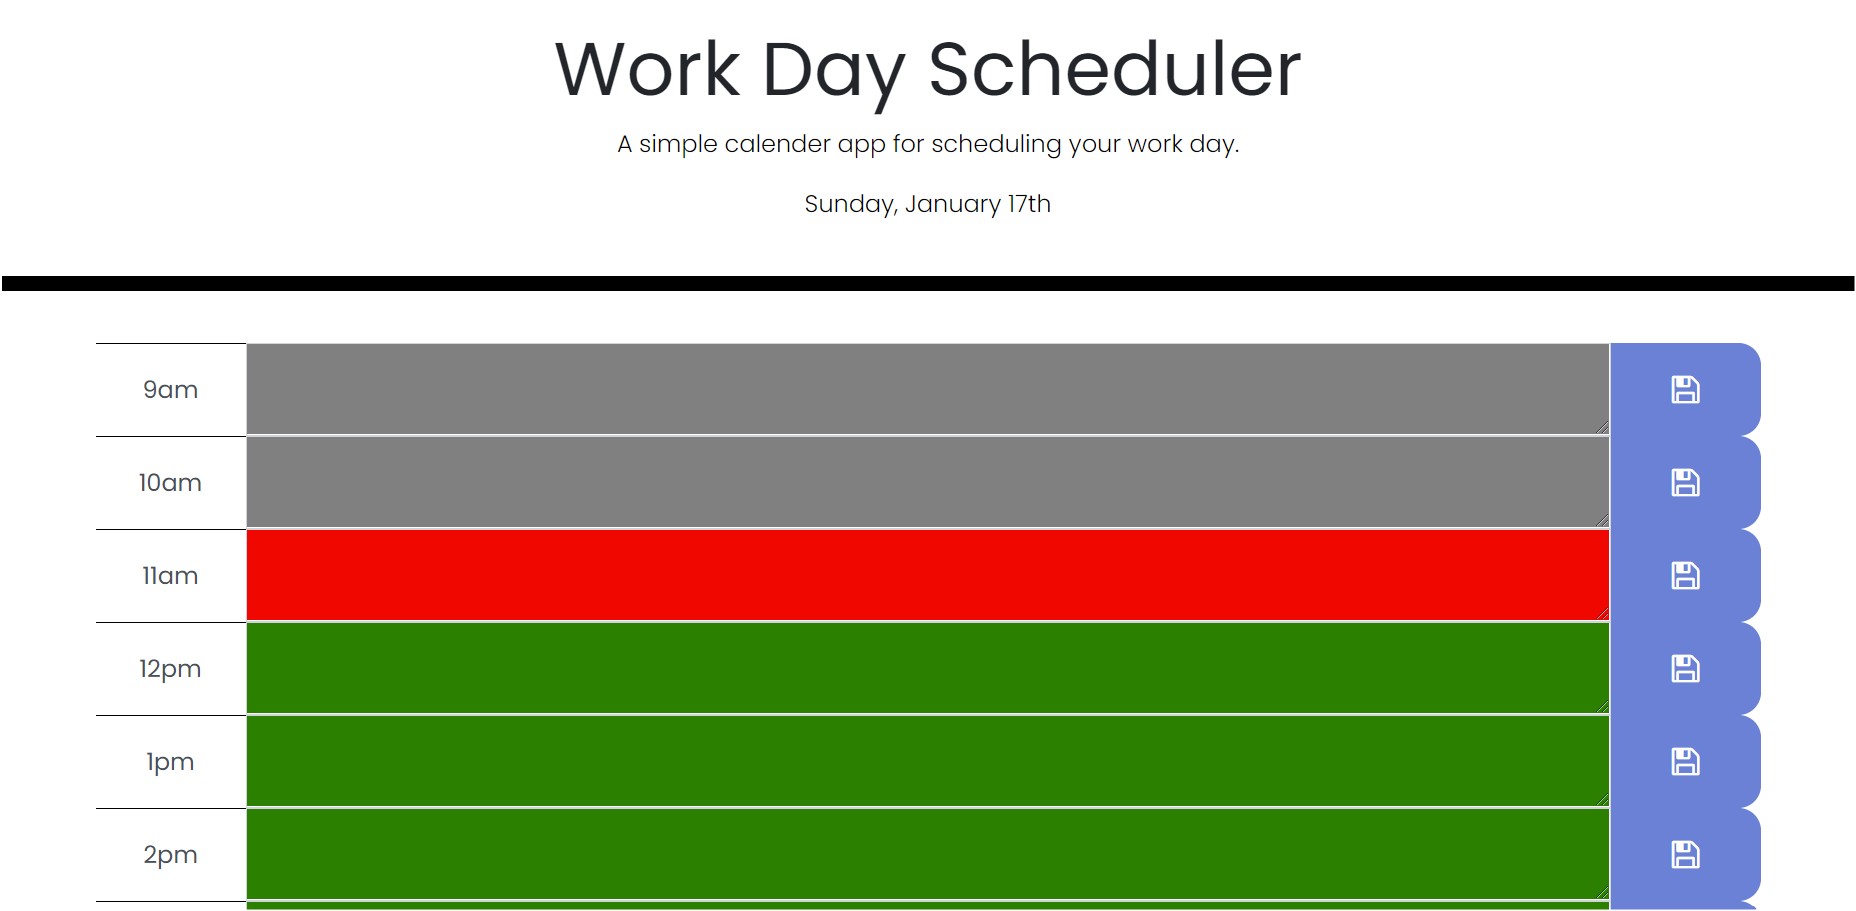 Work Day Scheduler
A simple calender app for scheduling your work day.
Sunday, January 17th
9am
10am
11am
12pm
1pm
2pm